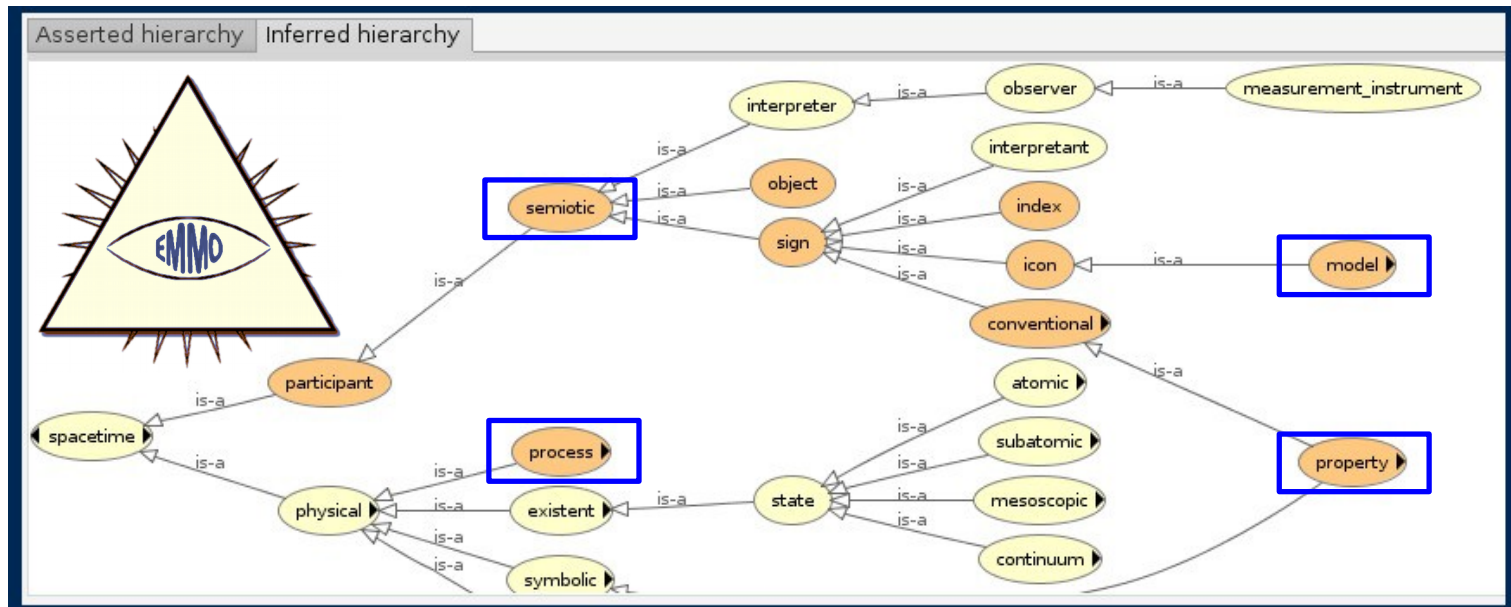 Asserted hierarchy Inferred hierarchy
EMMO
interpreter
is-a
observer
is-a
measurement_instrument
interpretant
is-a
semiotic
is-a
object
is-a
index
is-a
is-a
sign
is-a
icon
is-a
model
is-a
conventional
is-a
participant
is-a
atomic
is-a
property
spacetime
is-a
process
is-a
is-a
subatomic
is-a
physical
is-a
existent
is-a
state
is-a
mesoscopic
is-a
is-a
continuum
is-a
symbolic